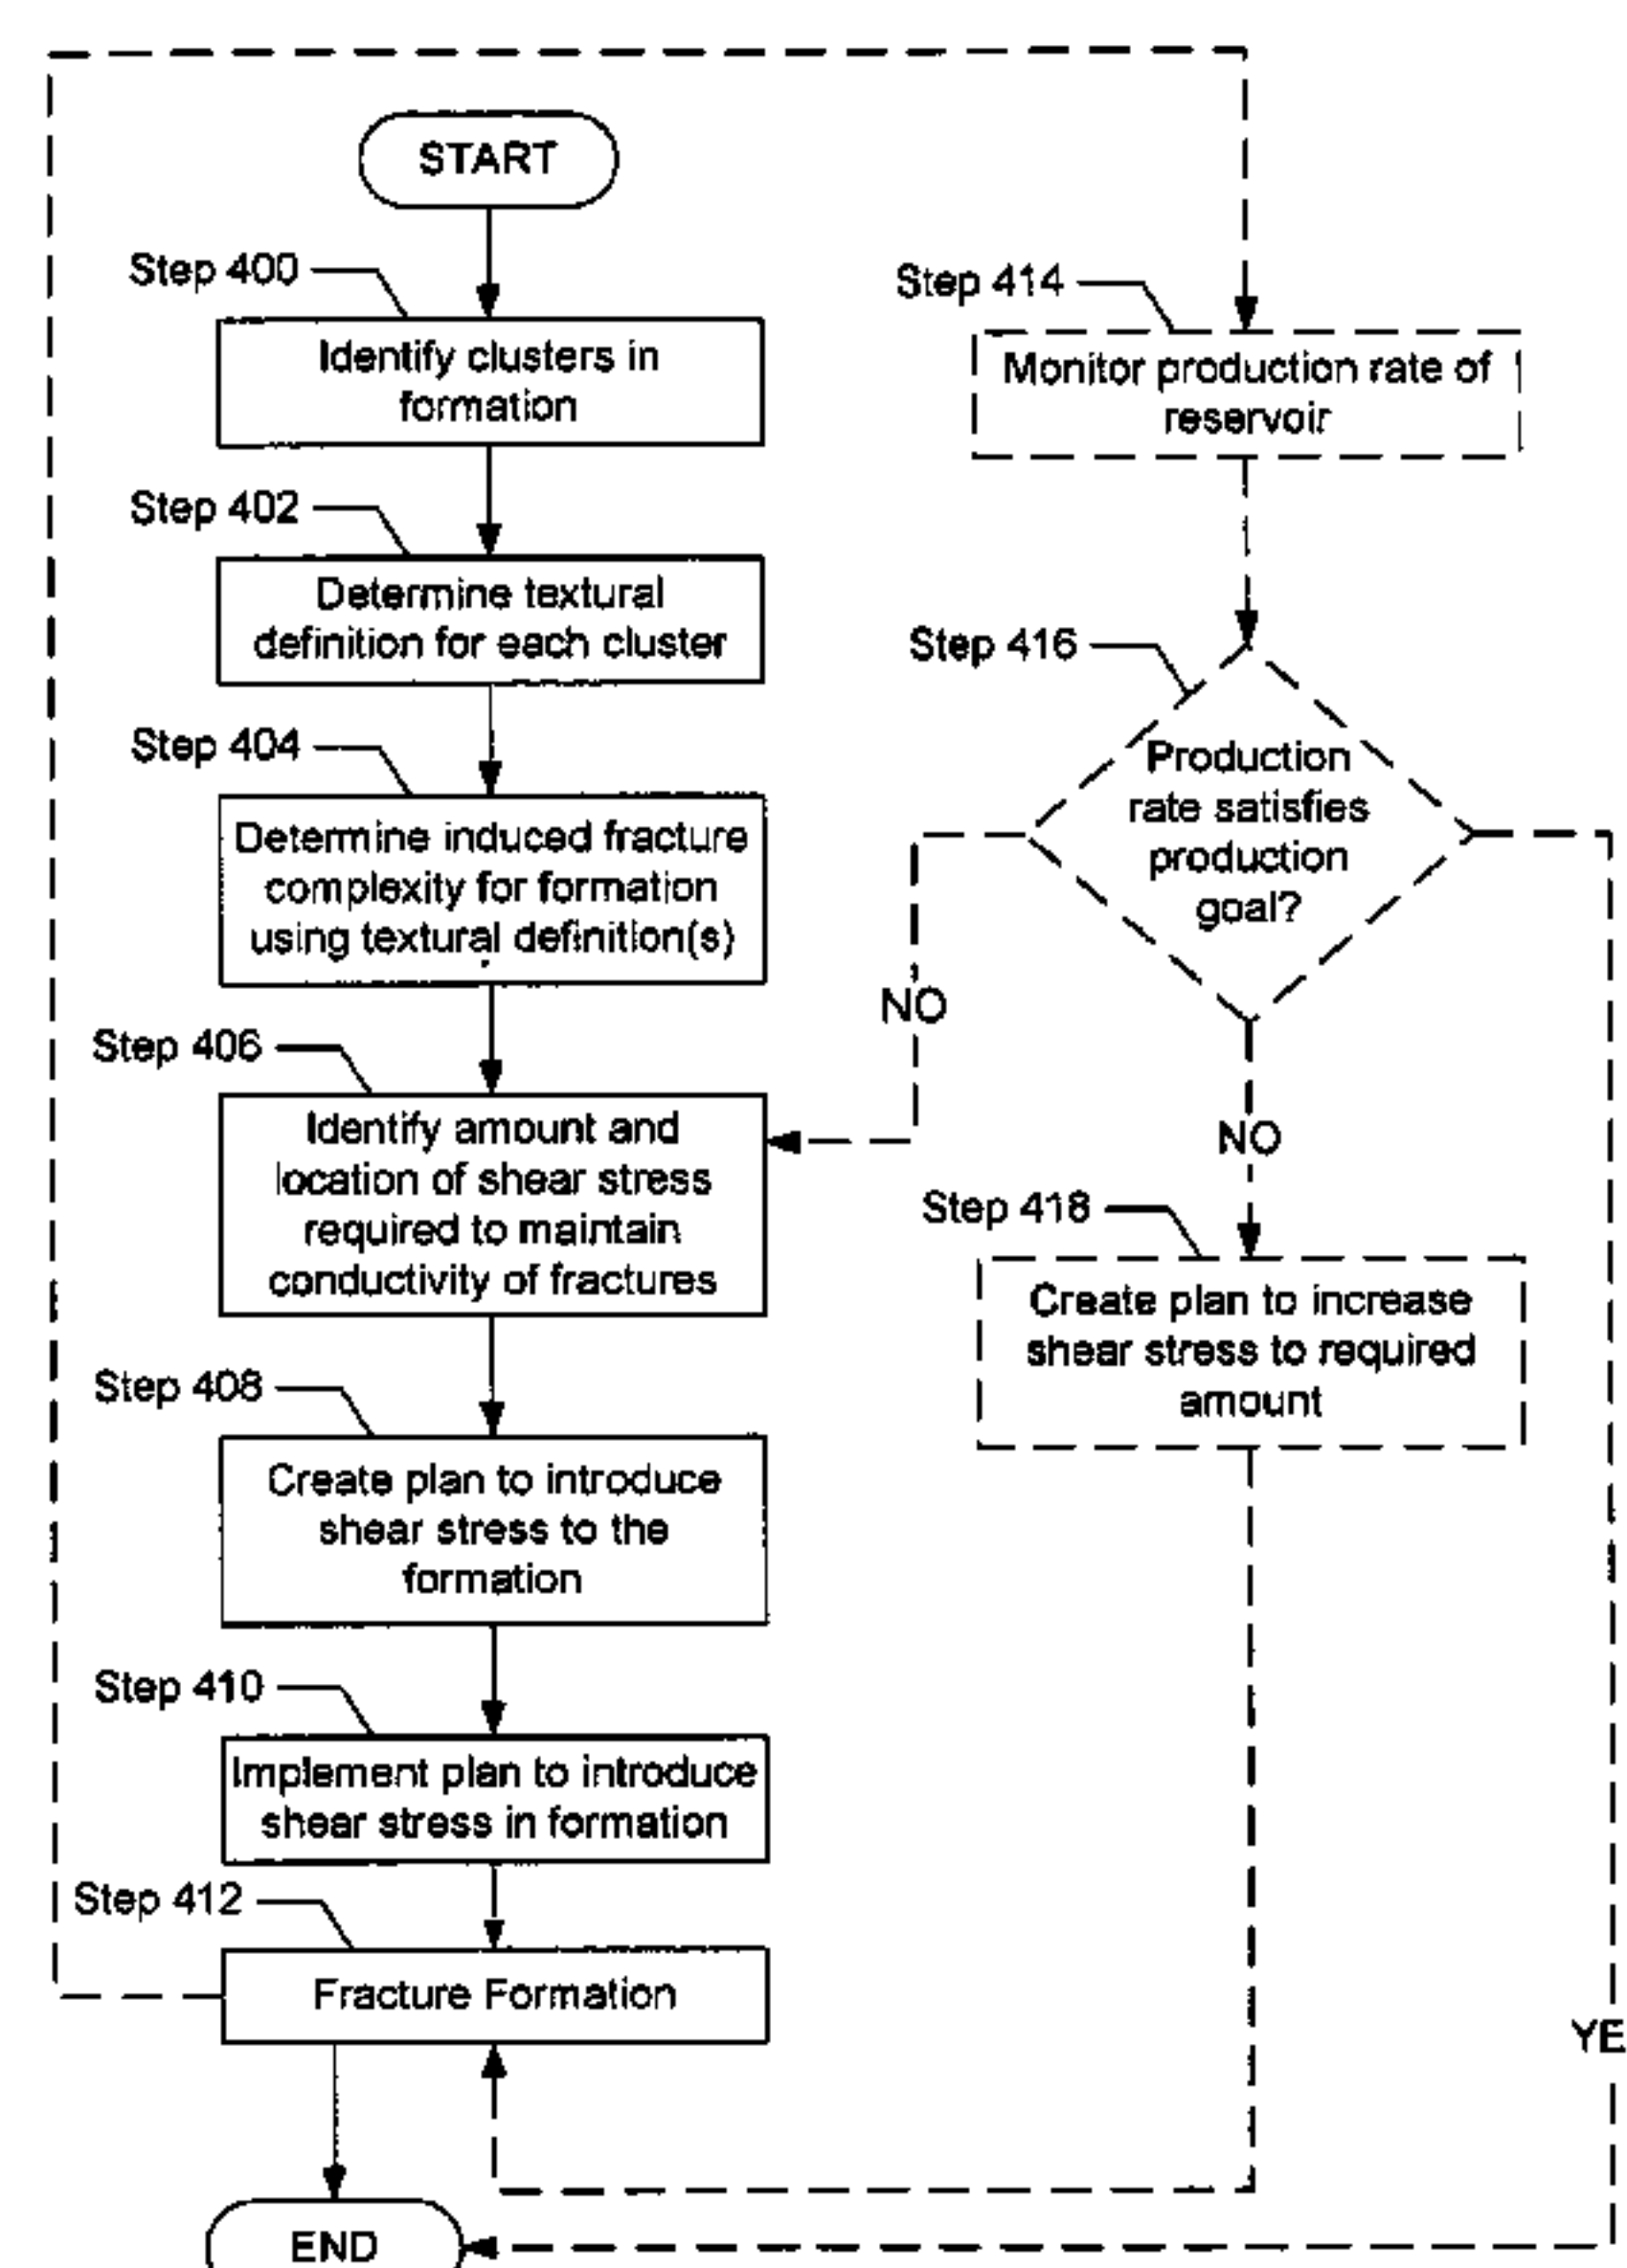 START
Step 400
Identify clusters in
formation
Step 402
Determine textural
definition for each cluster
Step 404
Determine induced fracture
complexity for formation
using textural definition(s)
Step 406
Identify amount and
location of shear stress
required to maintain
conductivity of fractures
Step 408
Create plan to introduce
shear stress to the
formation
Step 410
Implement plan to introduce
shear stress in formation
Step 412
Fracture Formation
END
Step 414
Monitor production rate of
reservoir
Step 416
Production
rate satisfies
production
goal?
NO
NO
Step 418
Create plan to increase
shear stress to required
amount
YE